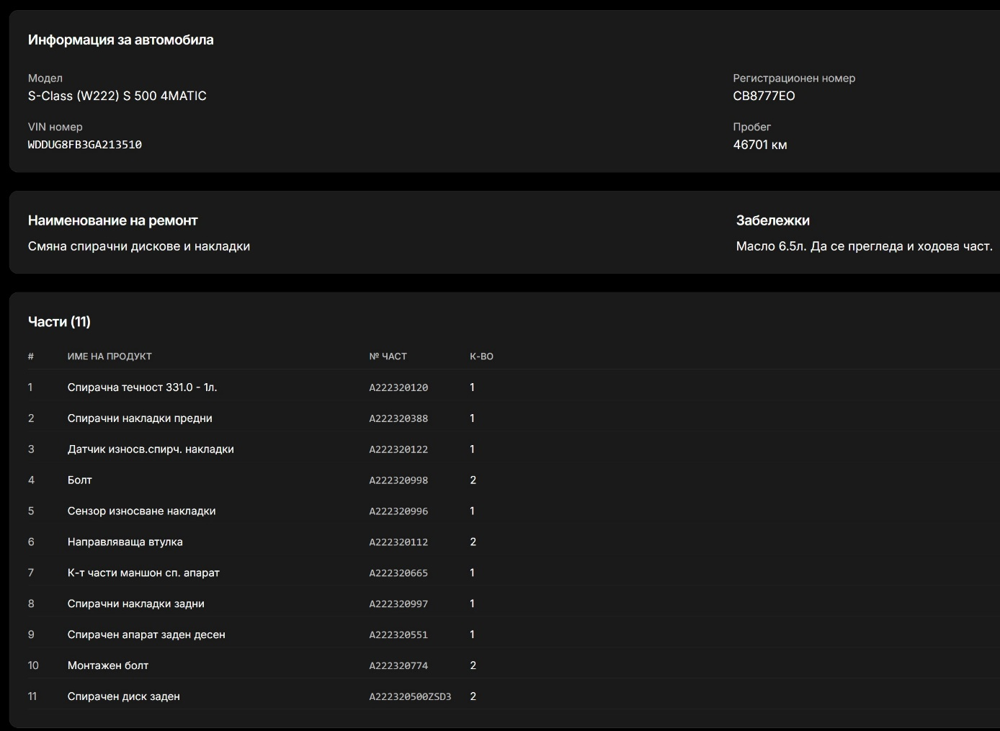 Информация за автомобила
Модел
S-Class (W222) S 500 4MATIC
Регистрационен номер
CB8777EO
VIN номер
WDDUG8FB3GA213510
Пробег
46701 км
Наименование на ремонт
Смяна спирачни дискове и накладки
Забележки
Масло 6.5л. Да се прегледа и ходова част.
Части (11)
# ИМЕ НА ПРОДУКТ № ЧАСТ К-ВО
1 Спирачна течност 331.0 - 1л. A222320120 1
2 Спирачни накладки предни A222320388 1
3 Датчик износв.спирч. накладки A222320122 1
4 Болт A222320998 2
5 Сензор износване накладки A222320996 1
6 Направляваща втулка A222320112 2
7 К-т части маншон сп. апарат A222320665 1
8 Спирачни накладки задни A222320997 1
9 Спирачен апарат заден десен A222320551 1
10 Монтажен болт A222320774 2
11 Спирачен диск заден A222320500ZSD3 2